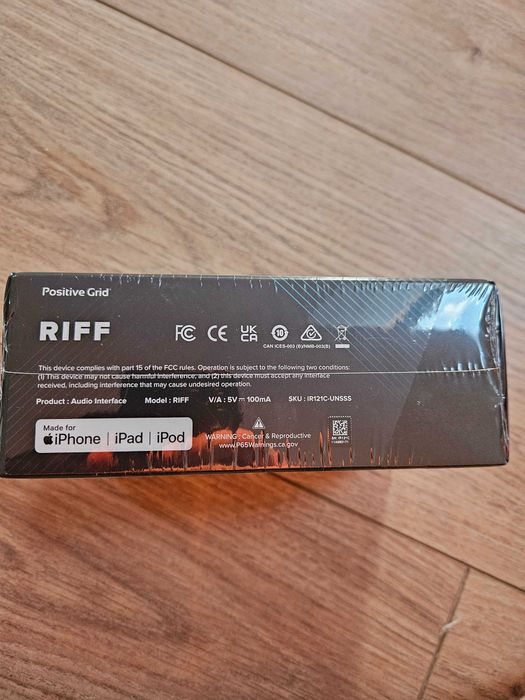 Positive Grid
RIFF
FC CE UK CA 10
CAN ICES-003 (B)/NMB-003(B)
This device complies with part 15 of the FCC rules. Operation is subject to the following two conditions:
(1) This device may not cause harmful interference, and (2) this device must accept any interface
received, including interference that may cause undesired operation.
Product : Audio Interface Model : RIFF V/A : 5V⎓100mA SKU : IR121C-UNSSS
Made for
iPhone | iPad | iPod
WARNING : Cancer & Reproductive
www.P65Warnings.ca.gov